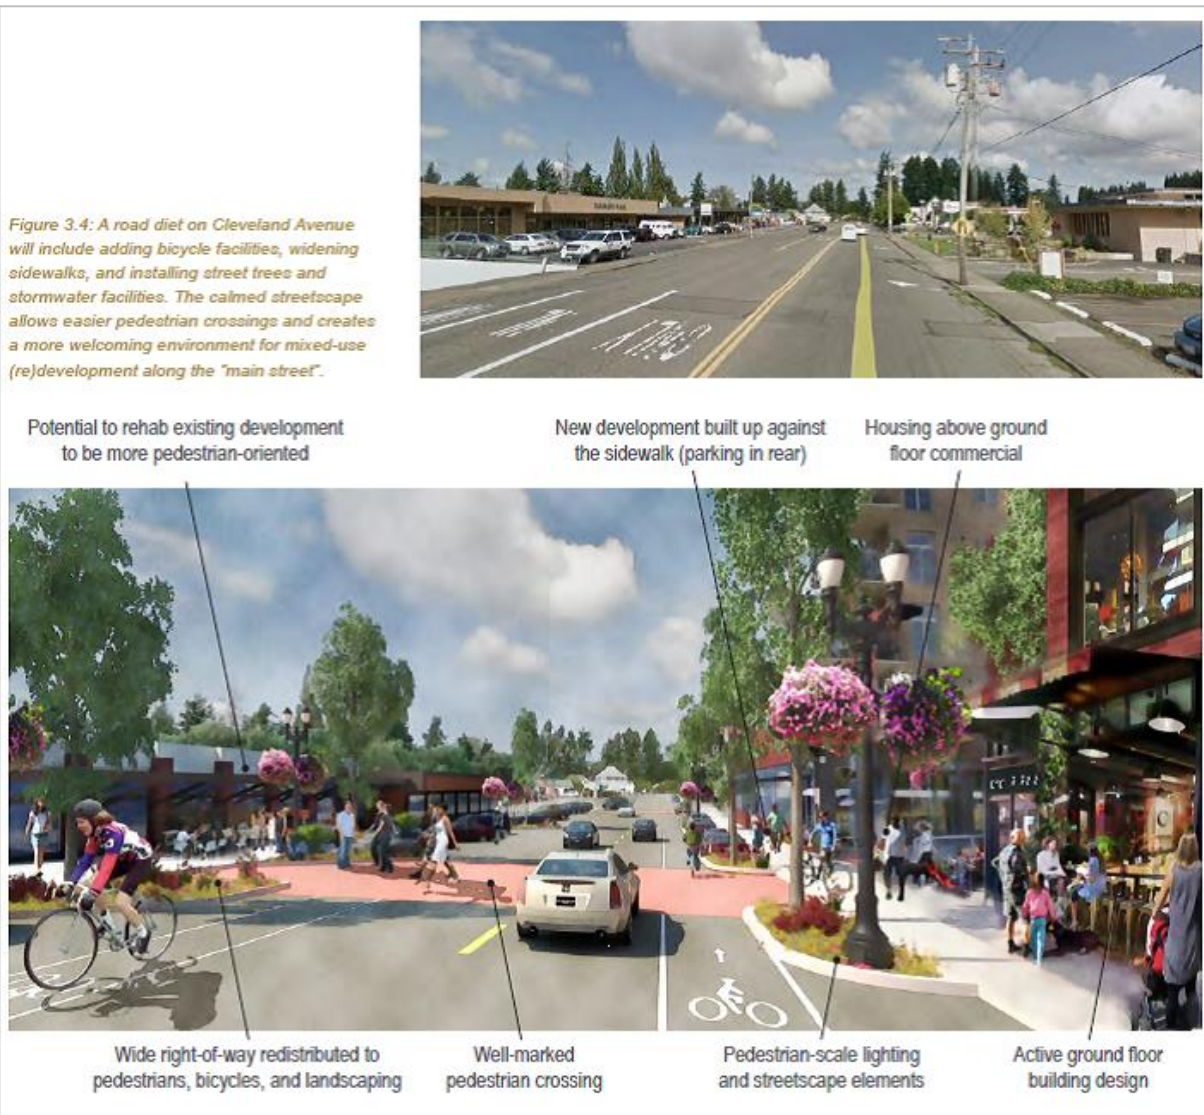 Figure 3.4: A road diet on Cleveland Avenue
will include adding bicycle facilities, widening
sidewalks, and installing street trees and
stormwater facilities. The calmed streetscape
allows easier pedestrian crossings and creates
a more welcoming environment for mixed-use
(re)development along the "main street".
Potential to rehab existing development
to be more pedestrian-oriented
New development built up against
the sidewalk (parking in rear)
Housing above ground
floor commercial
Wide right-of-way redistributed to
pedestrians, bicycles, and landscaping
Well-marked
pedestrian crossing
Pedestrian-scale lighting
and streetscape elements
Active ground floor
building design